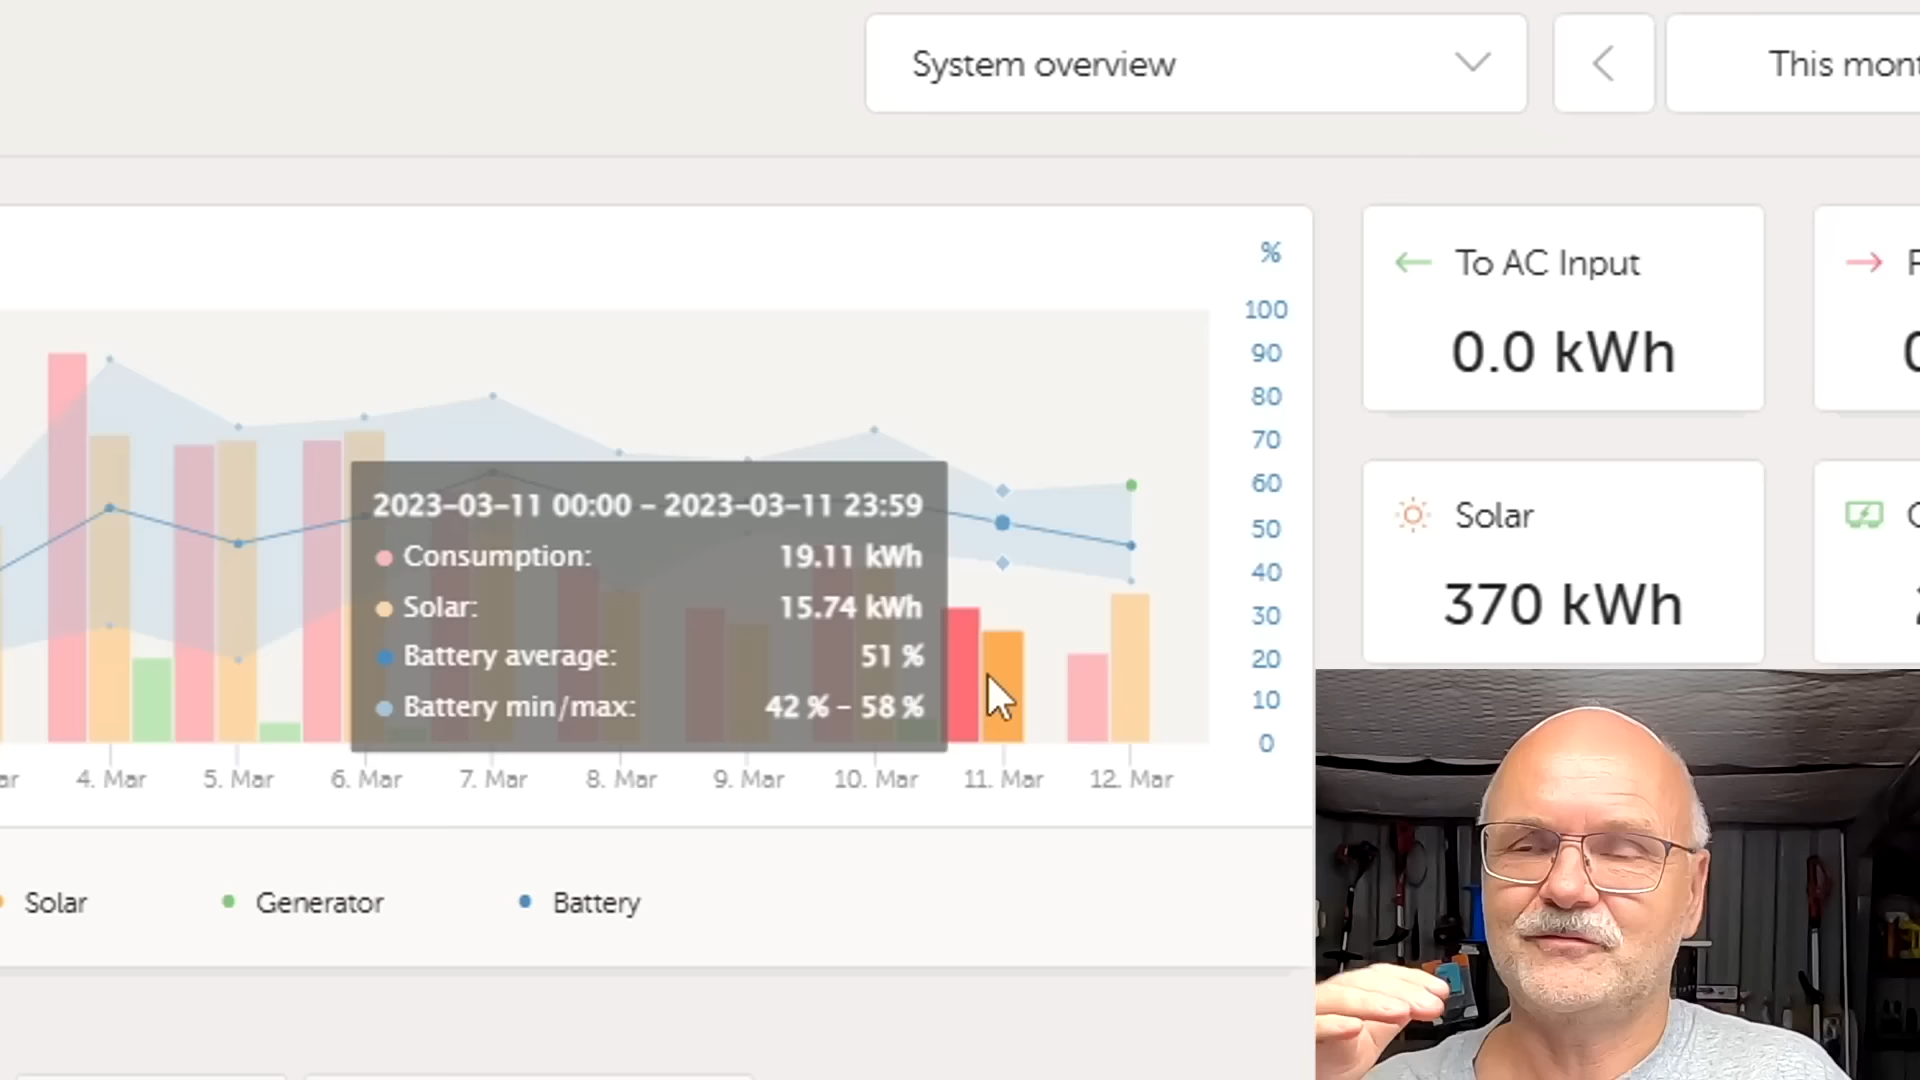 System overview
This mont
%
100
90
80
70
60
50
40
30
20
10
0
2023-03-11 00:00 - 2023-03-11 23:59
Consumption: 19.11 kWh
Solar: 15.74 kWh
Battery average: 51 %
Battery min/max: 42 % - 58 %
4. Mar 5. Mar 6. Mar 7. Mar 8. Mar 9. Mar 10. Mar 11. Mar 12. Mar
Solar Generator Battery
To AC Input
0.0 kWh
Solar
370 kWh